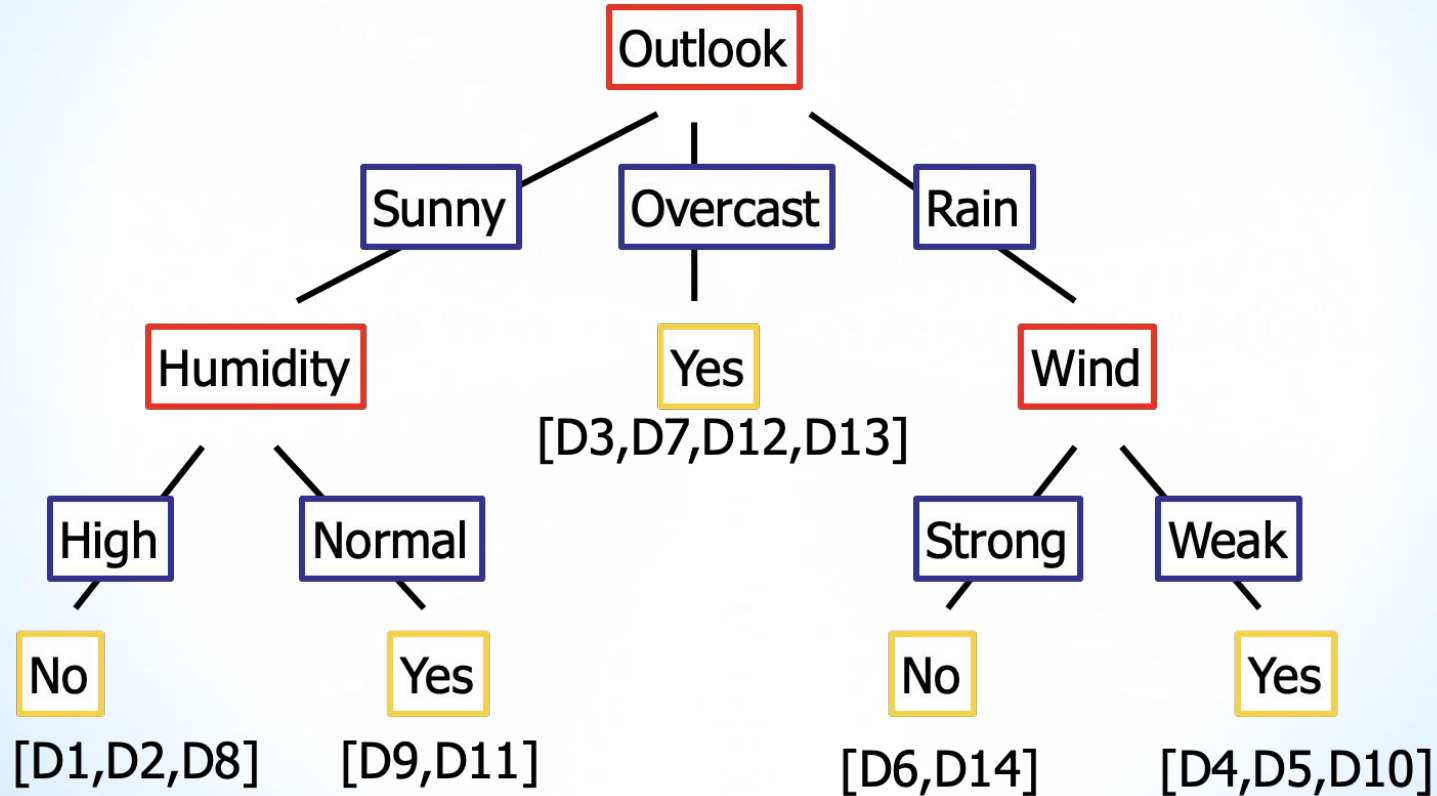 Outlook
Sunny
Overcast
Rain
Humidity
Yes
Wind
[D3,D7,D12,D13]
High
Normal
Strong
Weak
No
Yes
No
Yes
[D1,D2,D8]
[D9,D11]
[D6,D14]
[D4,D5,D10]